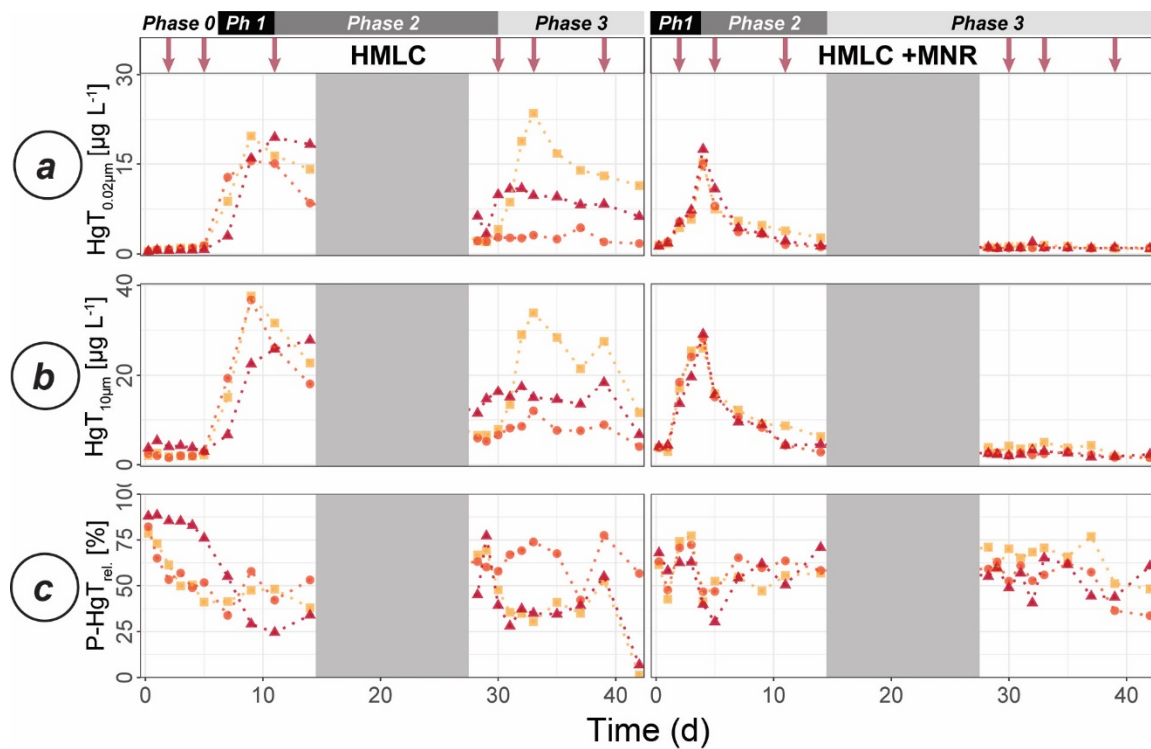 Phase 0 Ph 1 Phase 2 Phase 3 Ph1 Phase 2 Phase 3
HMLC HMLC +MNR
a
HgT0.02µm [µg L⁻¹]
30
15
0
b
HgT10µm [µg L⁻¹]
40
20
0
c
P-HgTrel. [%]
75
50
25
0
0 10 20 30 40 0 10 20 30 40
Time (d)